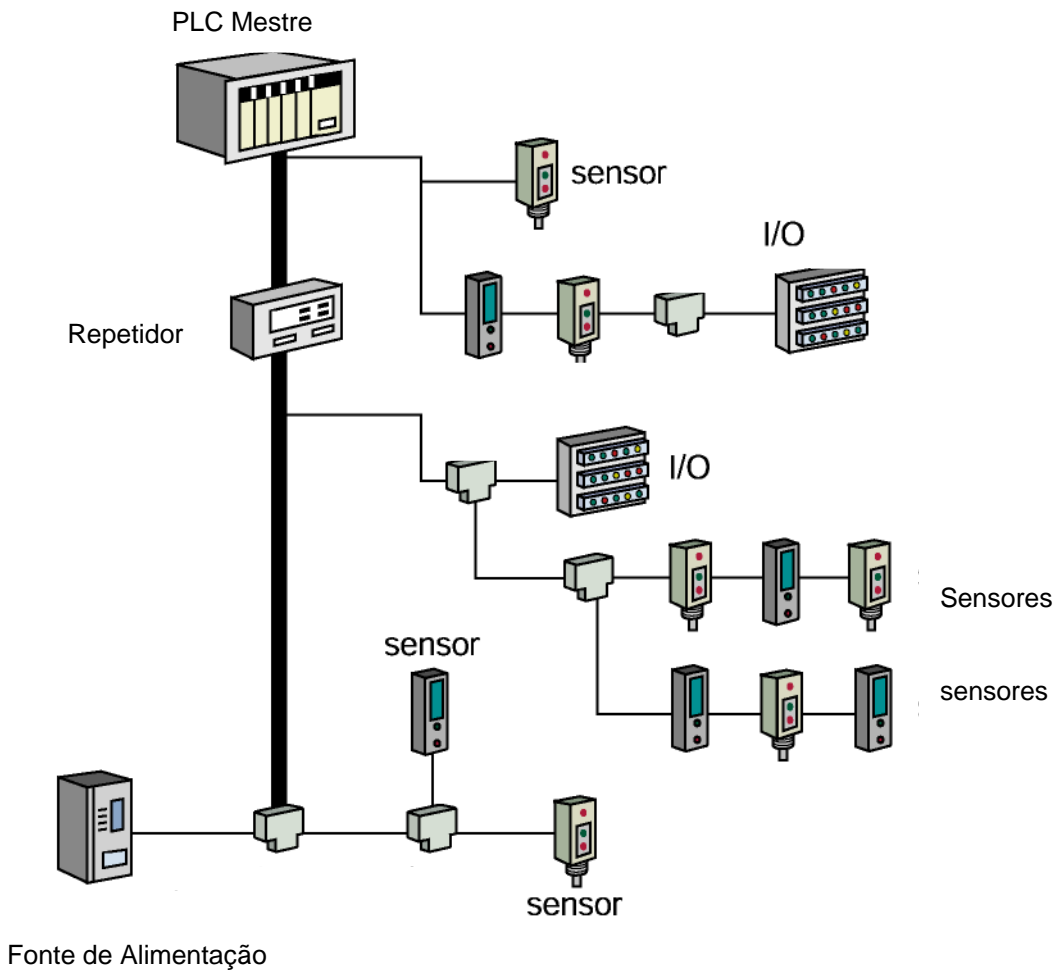 PLC Mestre
sensor
I/O
Repetidor
I/O
Sensores
sensor
sensores
sensor
Fonte de Alimentação